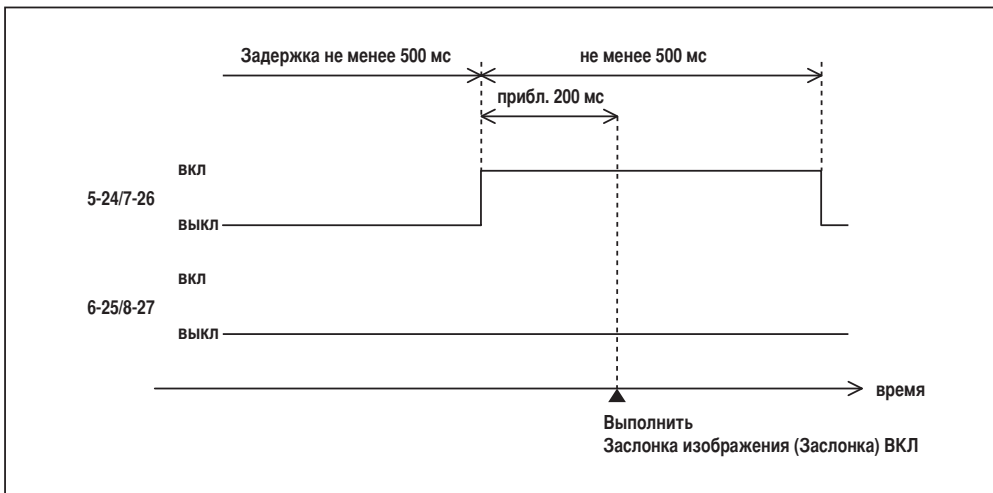 Задержка не менее 500 мс
не менее 500 мс
прибл. 200 мс
вкл
5-24/7-26
выкл
вкл
6-25/8-27
выкл
время
Выполнить
Заслонка изображения (Заслонка) ВКЛ